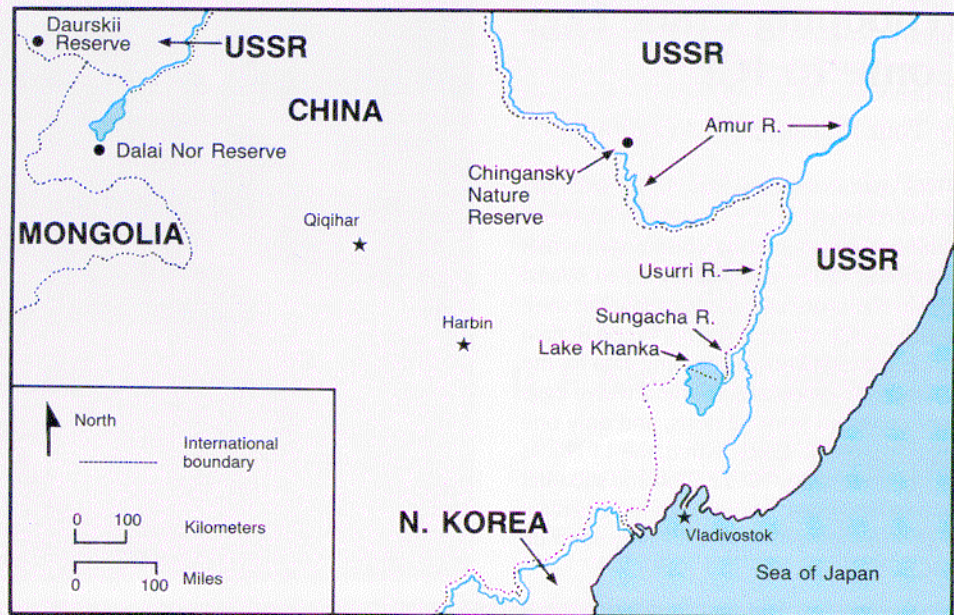 Daurskii
Reserve
USSR
USSR
CHINA
Amur R.
Dalai Nor Reserve
Chingansky
Nature
Reserve
MONGOLIA
Qiqihar
USSR
Usurri R.
Sungacha R.
Harbin
Lake Khanka
North
International
boundary
0 100
Kilometers
N. KOREA
Vladivostok
0 100
Miles
Sea of Japan